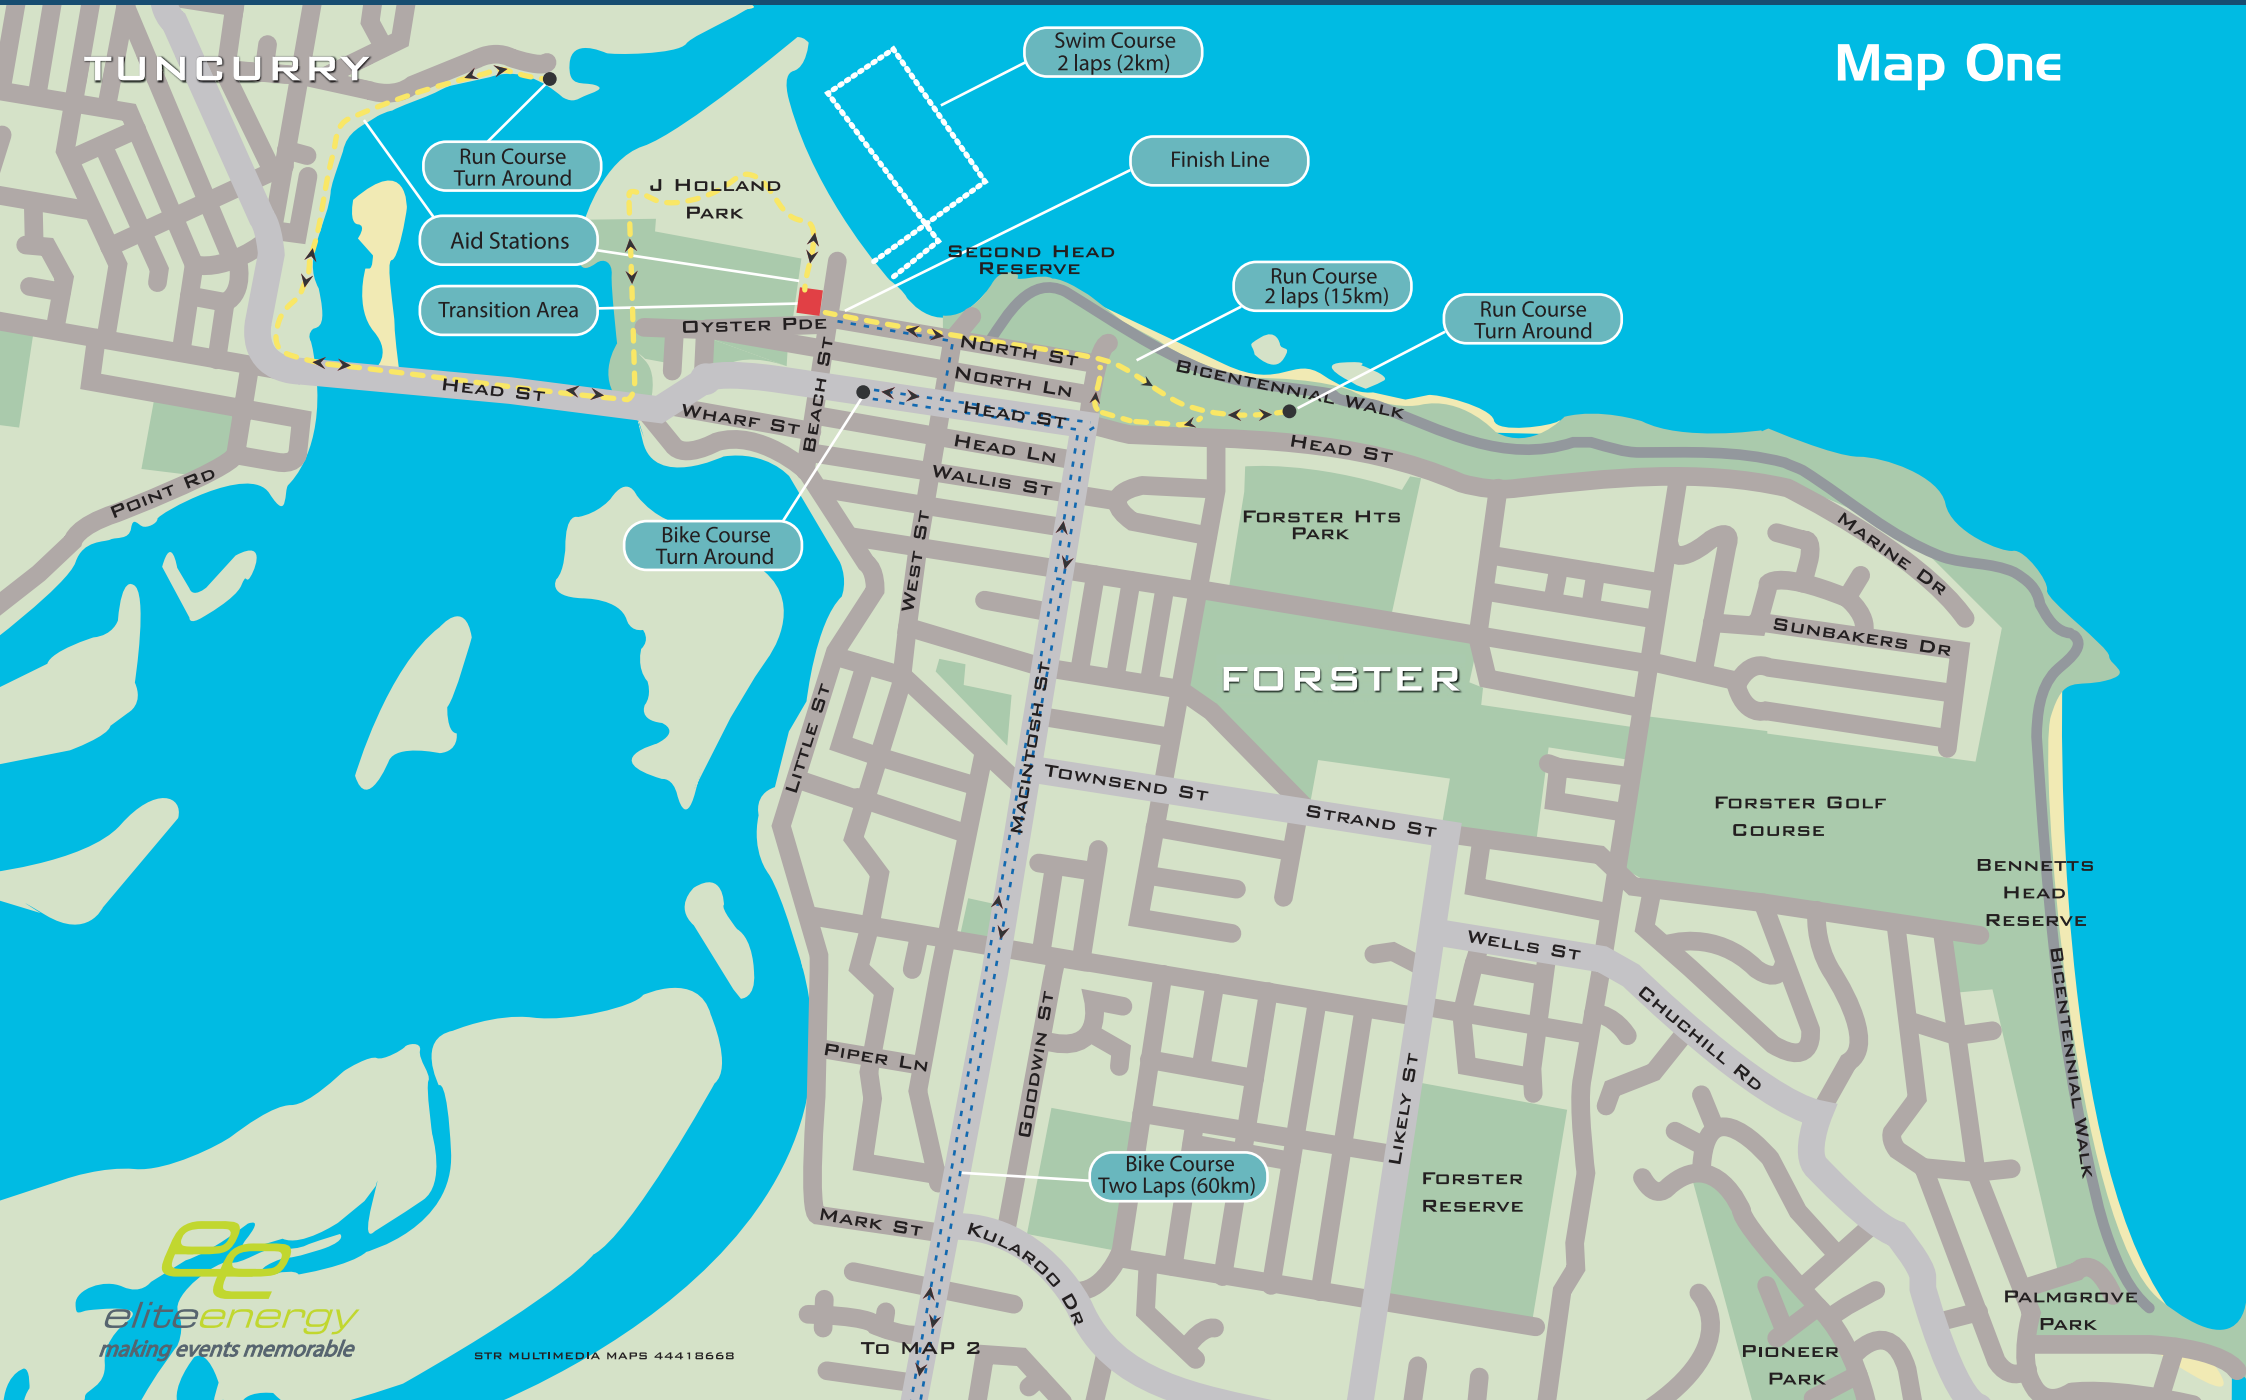 Map One
TUNCURRY
Swim Course
2 laps (2km)
Finish Line
Run Course
Turn Around
J Holland
Park
Aid Stations
Second Head
Reserve
Transition Area
Run Course
2 laps (15km)
Run Course
Turn Around
Oyster Pde
North St
North Ln
Bicentennial Walk
Head St
Head St
Head St
Beach St
Wharf St
Head Ln
Wallis St
Point Rd
Bike Course
Turn Around
West St
Forster Hts
Park
Marine Dr
Sunbakers Dr
FORSTER
Little St
Macintosh St
Townsend St
Strand St
Forster Golf
Course
Bennetts
Head
Reserve
Wells St
Chuchill Rd
Bicentennial Walk
Piper Ln
Goodwin St
Likely St
Bike Course
Two Laps (60km)
Forster
Reserve
Mark St
Kularoo Dr
To MAP 2
Palmgrove
Park
Pioneer
Park
ee
eliteenergy
making events memorable
STR MULTIMEDIA MAPS 44418668